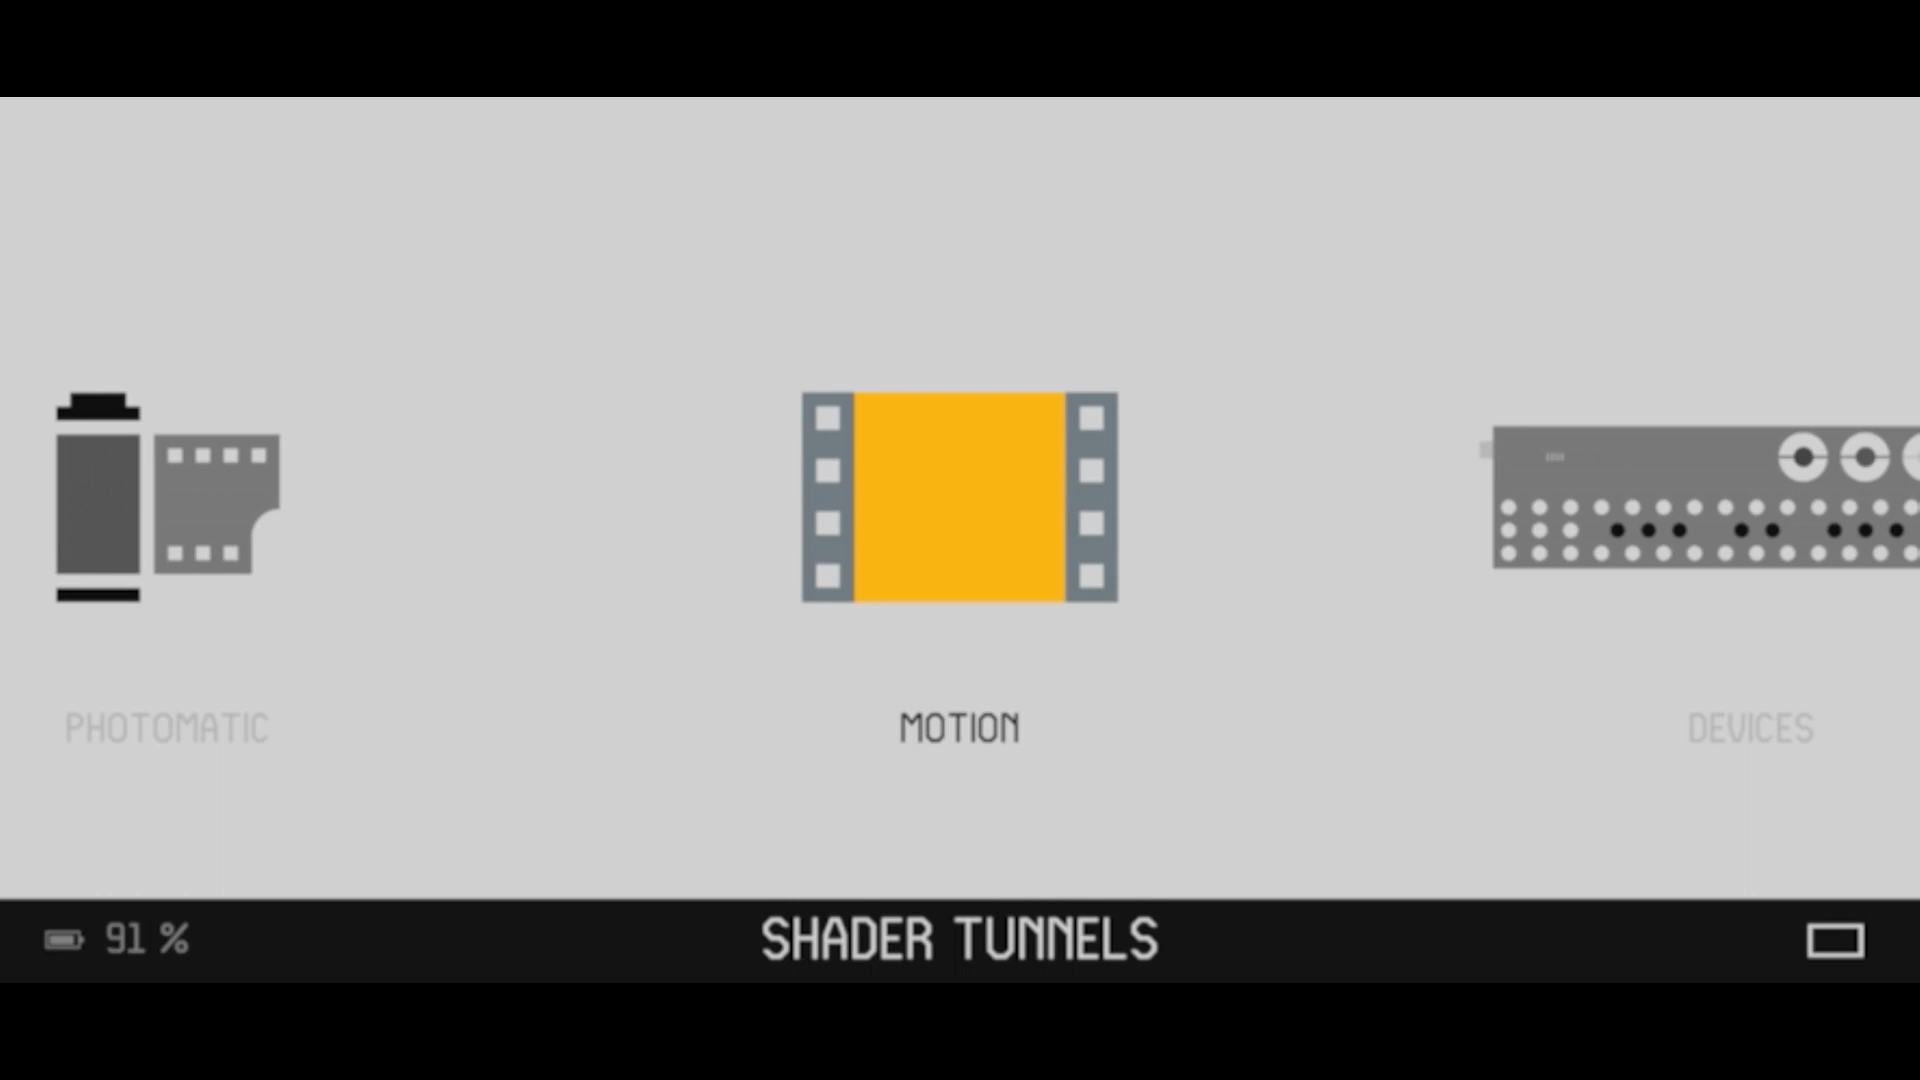 PHOTOMATIC
MOTION
DEVICES
91 %
SHADER TUNNELS